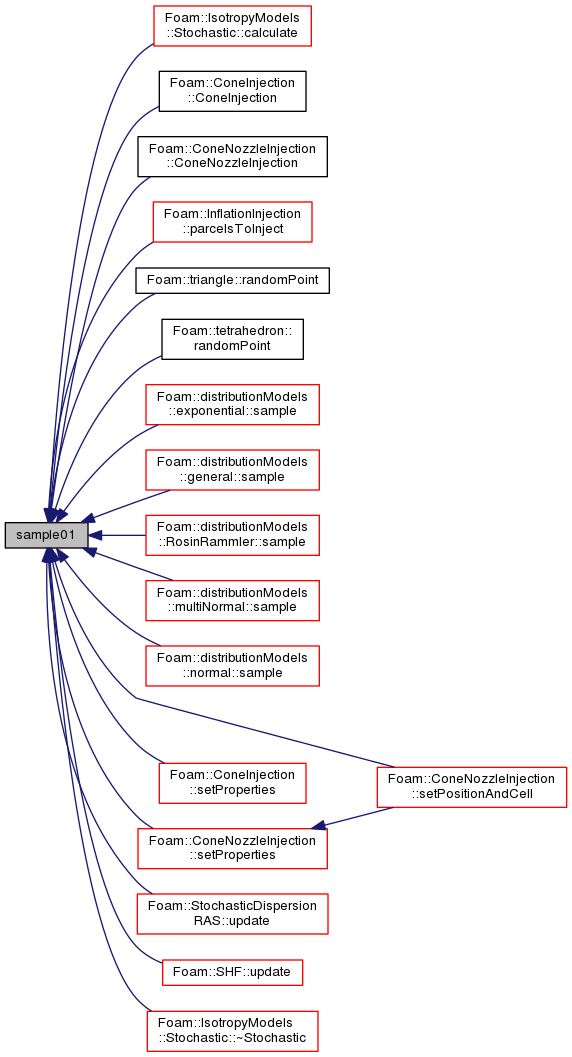 Foam::IsotropyModels
::Stochastic::calculate
Foam::ConeInjection
::ConeInjection
Foam::ConeNozzleInjection
::ConeNozzleInjection
Foam::InflationInjection
::parcelsToInject
Foam::triangle::randomPoint
Foam::tetrahedron::
randomPoint
Foam::distributionModels
::exponential::sample
Foam::distributionModels
::general::sample
sample01
Foam::distributionModels
::RosinRammler::sample
Foam::distributionModels
::multiNormal::sample
Foam::distributionModels
::normal::sample
Foam::ConeInjection
::setProperties
Foam::ConeNozzleInjection
::setPositionAndCell
Foam::ConeNozzleInjection
::setProperties
Foam::StochasticDispersion
RAS::update
Foam::SHF::update
Foam::IsotropyModels
::Stochastic::~Stochastic